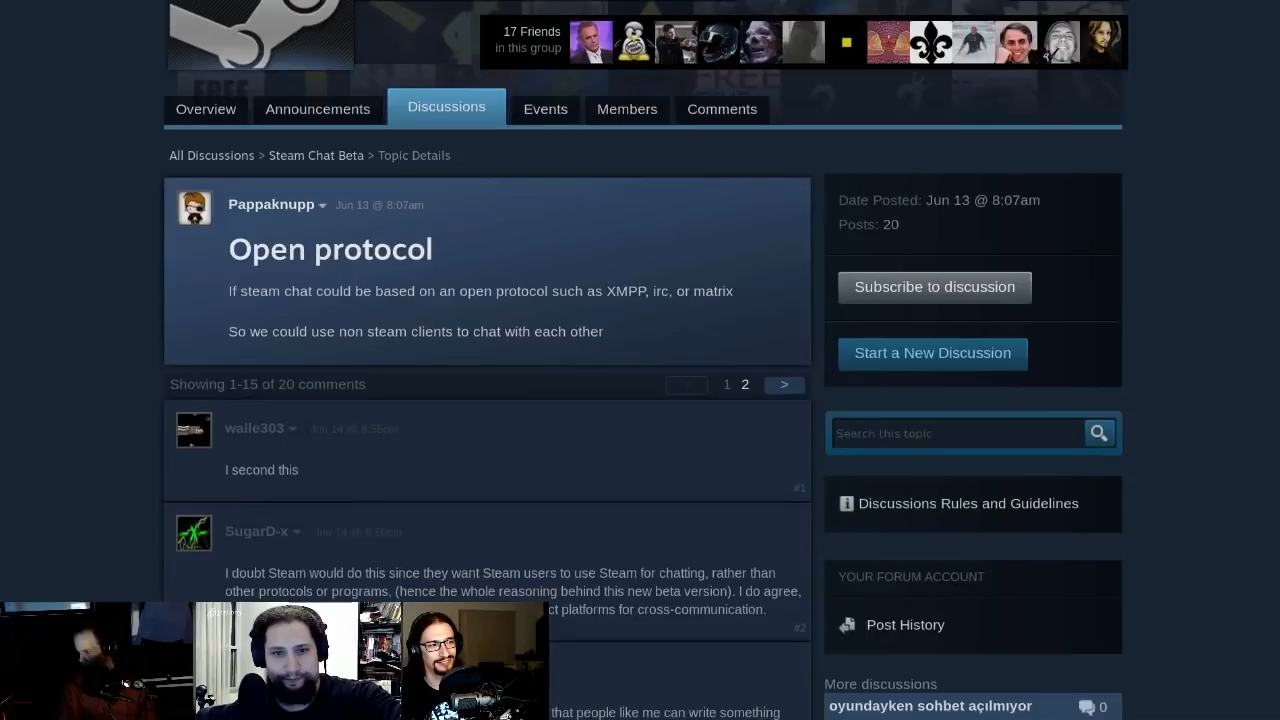 17 Friends
in this group
Overview
Announcements
Discussions
Events
Members
Comments
All Discussions > Steam Chat Beta > Topic Details
Pappaknupp Jun 13 @ 8:07am
Open protocol
If steam chat could be based on an open protocol such as XMPP, irc, or matrix
So we could use non steam clients to chat with each other
Date Posted: Jun 13 @ 8:07am
Posts: 20
Subscribe to discussion
Start a New Discussion
Showing 1-15 of 20 comments
1 2 >
walle303 Jun 14 @ 8:55pm
I second this
#1
Search this topic
Discussions Rules and Guidelines
SugarD-x
I doubt Steam would do this since they want Steam users to use Steam for chatting, rather than
other protocols or programs, (hence the whole reasoning behind this new beta version). I do agree,
ct platforms for cross-communication.
#2
YOUR FORUM ACCOUNT
Post History
More discussions
oyundayken sohbet açılmıyor 0
that people like me can write something